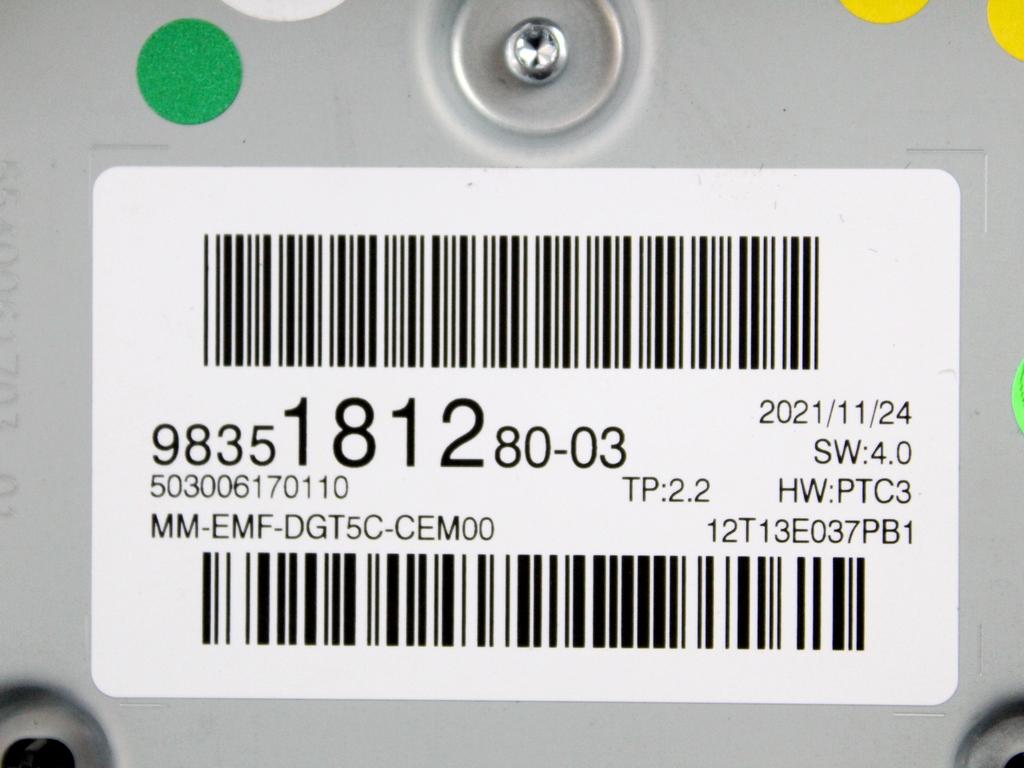 9835181280-03
2021/11/24
SW:4.0
503006170110
TP:2.2
HW:PTC3
MM-EMF-DGT5C-CEM00
12T13E037PB1